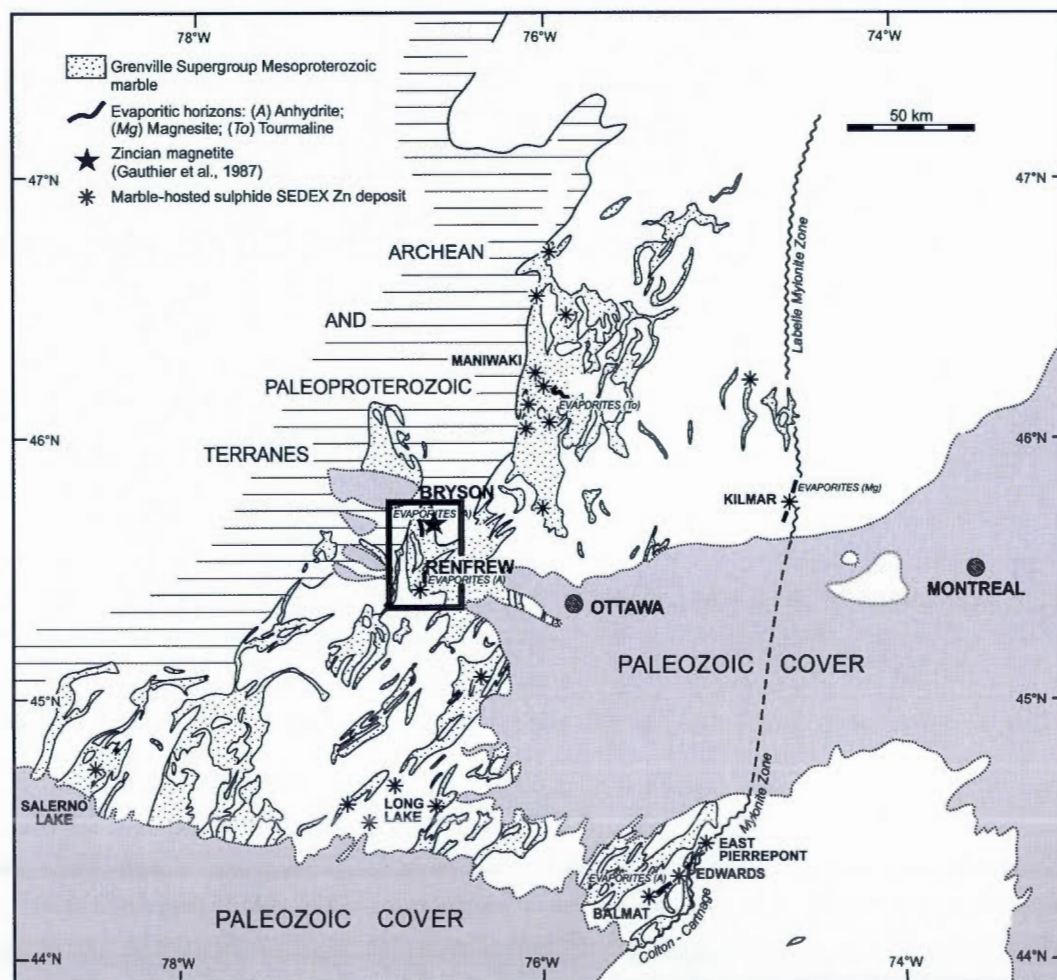 78°W
76°W
74°W
Grenville Supergroup Mesoproterozoic
marble
Evaporitic horizons: (A) Anhydrite;
(Mg) Magnesite; (To) Tourmaline
Zincian magnetite
(Gauthier et al., 1987)
Marble-hosted sulphide SEDEX Zn deposit
50 km
47°N
47°N
ARCHEAN
AND
PALEOPROTEROZOIC
TERRANES
Labelle Mylonite Zone
MANIWAKI
EVAPORITES (To)
46°N
46°N
BRYSON
EVAPORITES (A)
KILMAR
EVAPORITES (Mg)
RENFREW
EVAPORITES (A)
OTTAWA
MONTREAL
PALEOZOIC COVER
45°N
45°N
SALERNO
LAKE
LONG
LAKE
Mylonite Zone
EAST
PIERREPONT
EVAPORITES (A)
EDWARDS
BALMAT
Colton - Cartnage
PALEOZOIC COVER
44°N
44°N
78°W
76°W
74°W